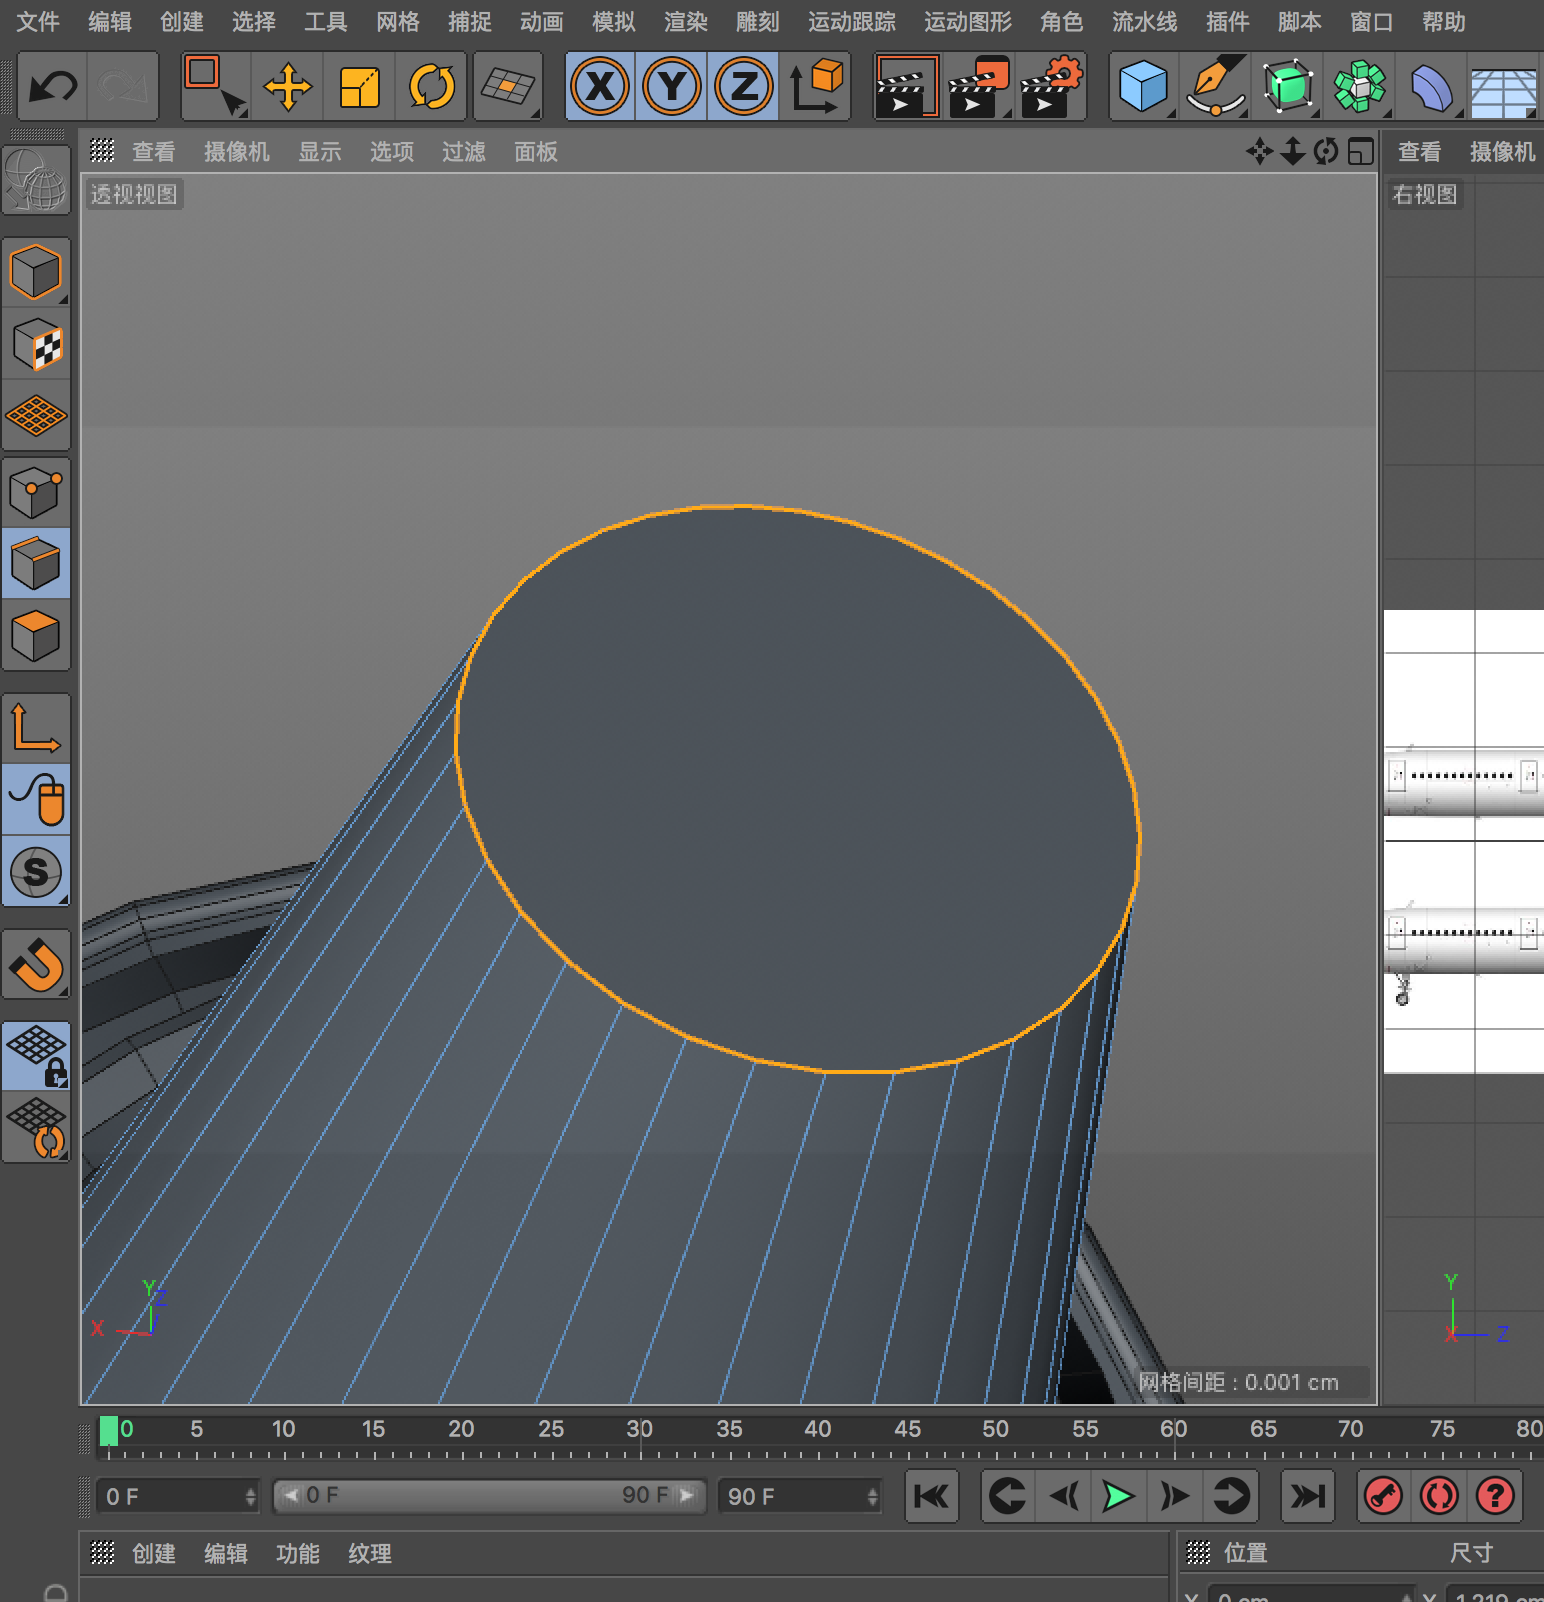 文件 编辑 创建 选择 工具 网格 捕捉 动画 模拟 渲染 雕刻 运动跟踪 运动图形 角色 流水线 插件 脚本 窗口 帮助
X Y Z
查看 摄像机 显示 选项 过滤 面板
查看 摄像机
透视视图
右视图
S
Y
Z
X
Y
X Z
网格间距 : 0.001 cm
0 5 10 15 20 25 30 35 40 45 50 55 60 65 70 75 80
0 F 0 F 90 F 90 F ?
创建 编辑 功能 纹理
位置 尺寸